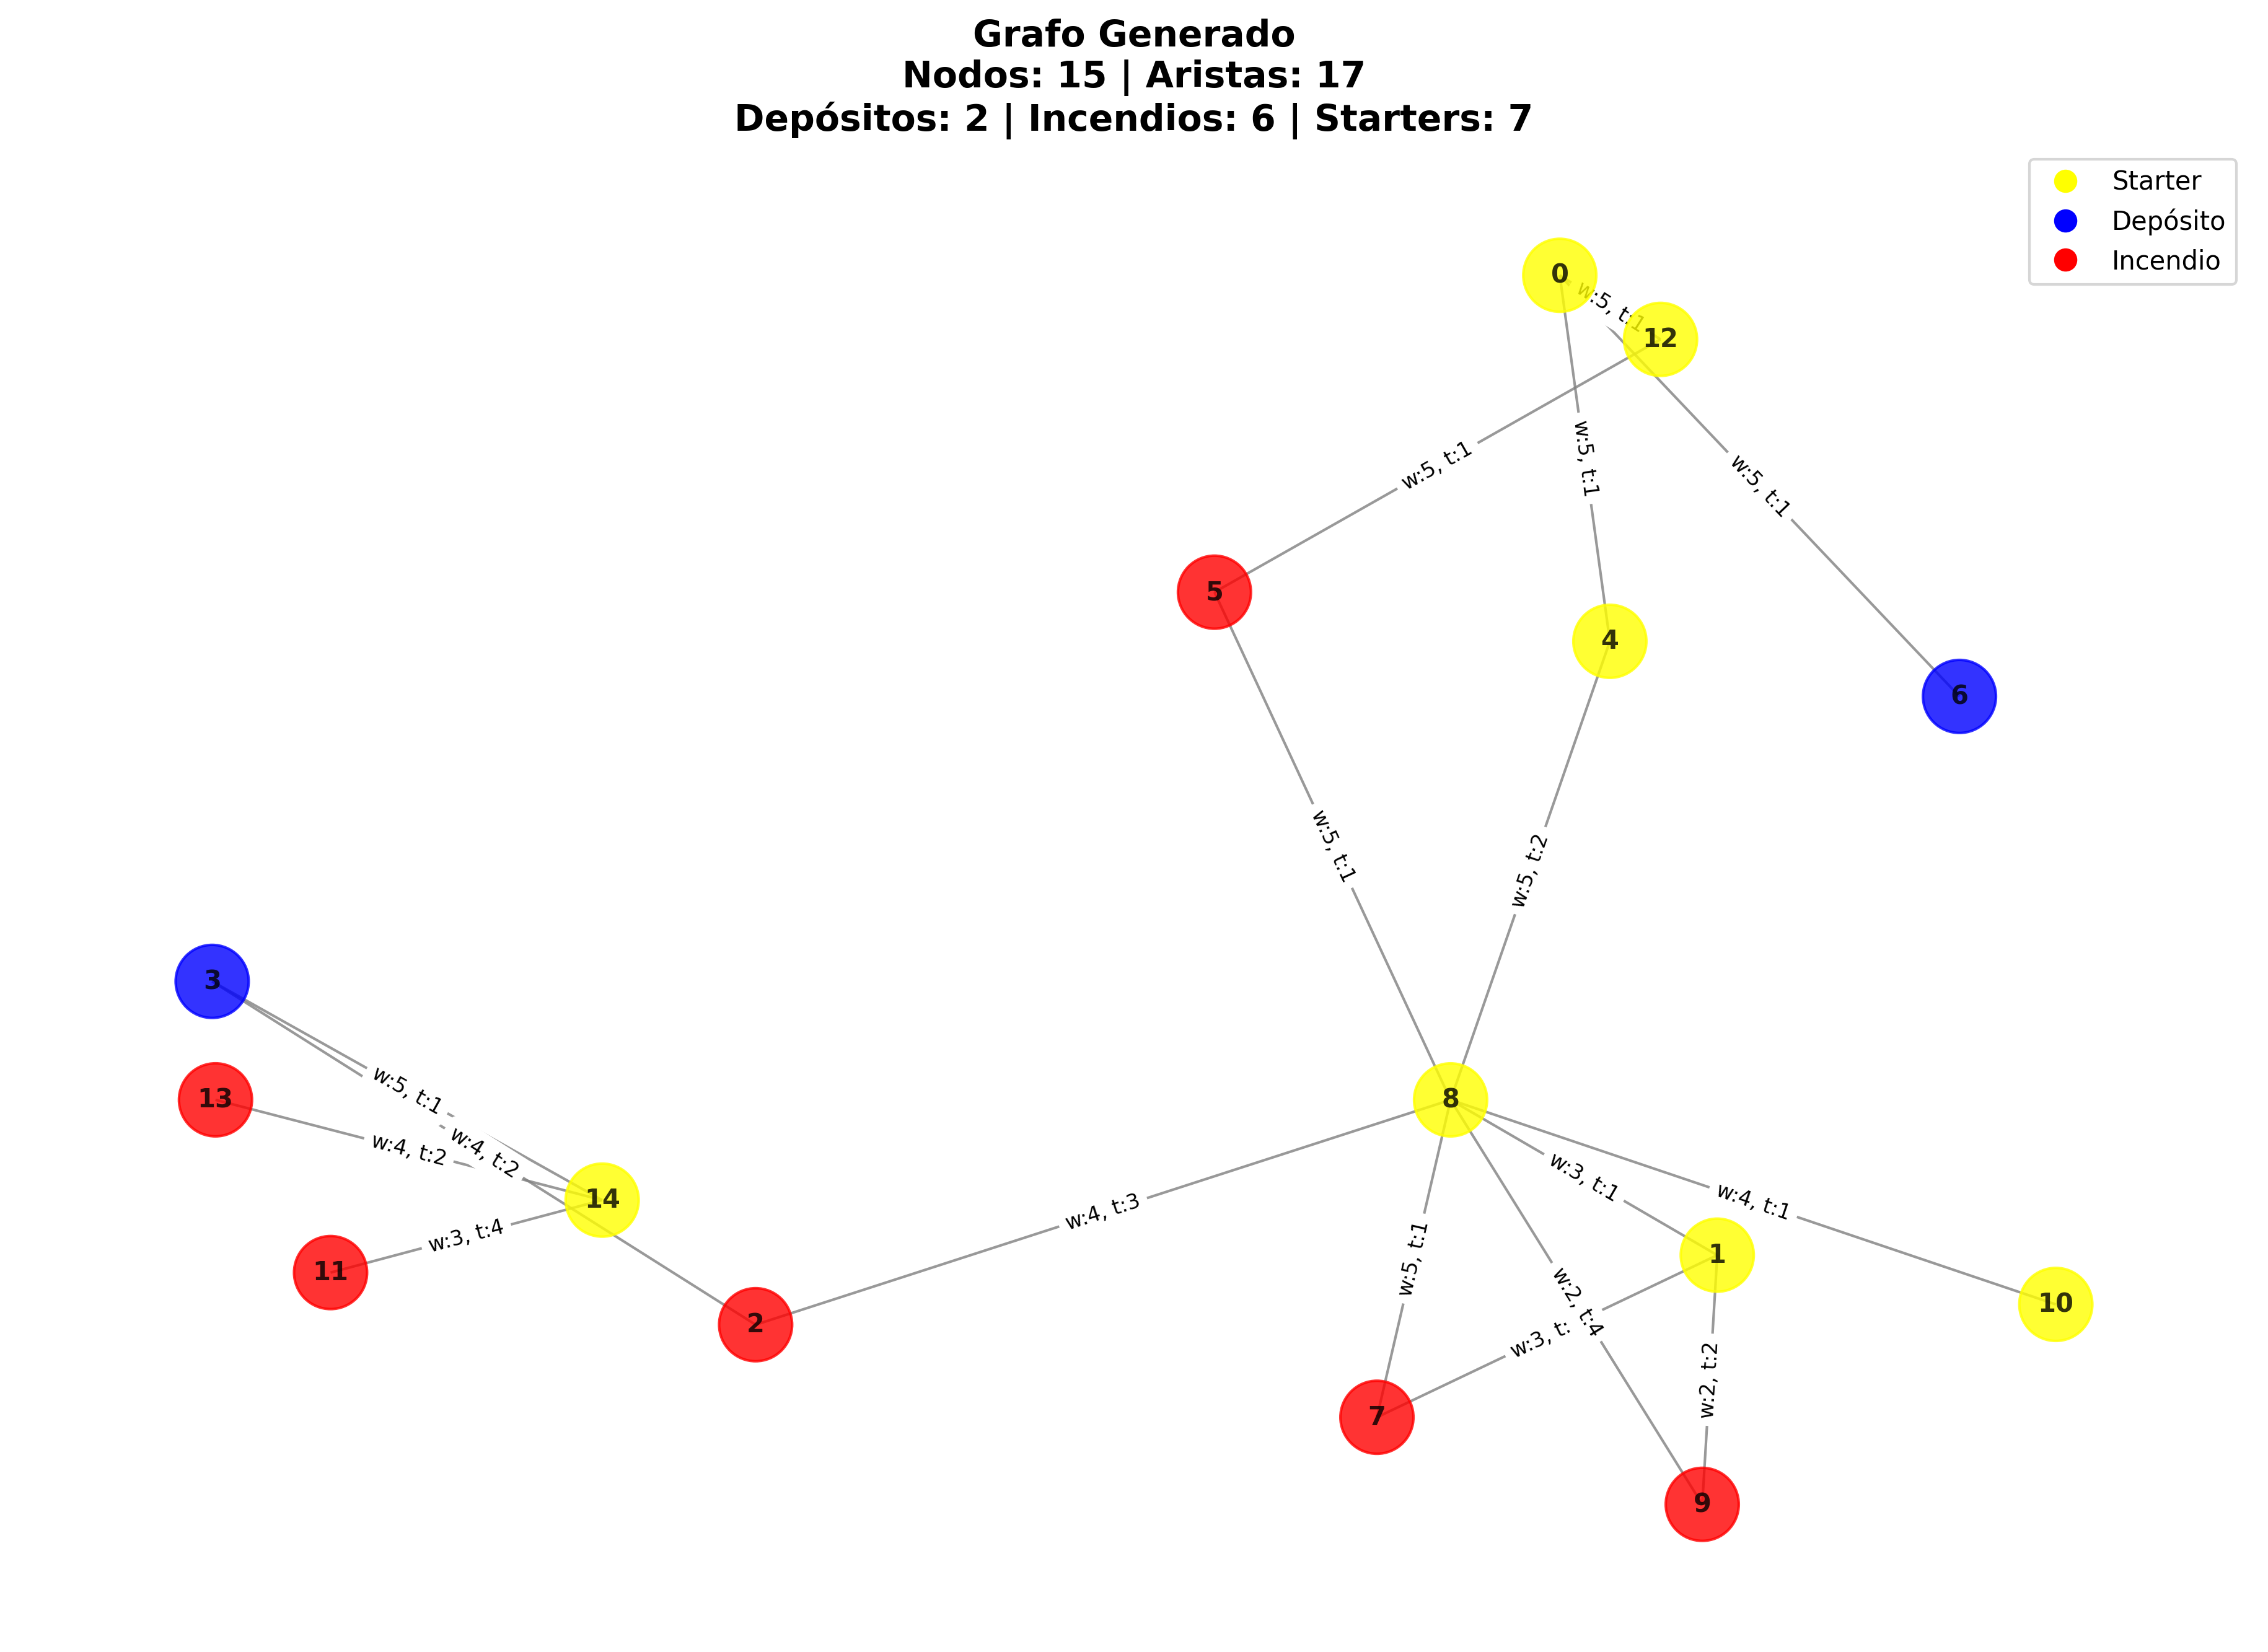 Grafo Generado
Nodos: 15 | Aristas: 17
Depósitos: 2 | Incendios: 6 | Starters: 7
Starter
Depósito
Incendio
0
w:5, t:1
12
w:5, t:1
w:5, t:1
w:5, t:1
5
4
6
w:5, t:1
w:5, t:2
3
w:5, t:1
13
w:4, t:2
w:4, t:2
8
14
w:3, t:1
w:4, t:1
w:4, t:3
w:3, t:4
11
w:5, t:1
1
2
w:2, t:4
10
w:3, t:
w:2, t:2
7
9